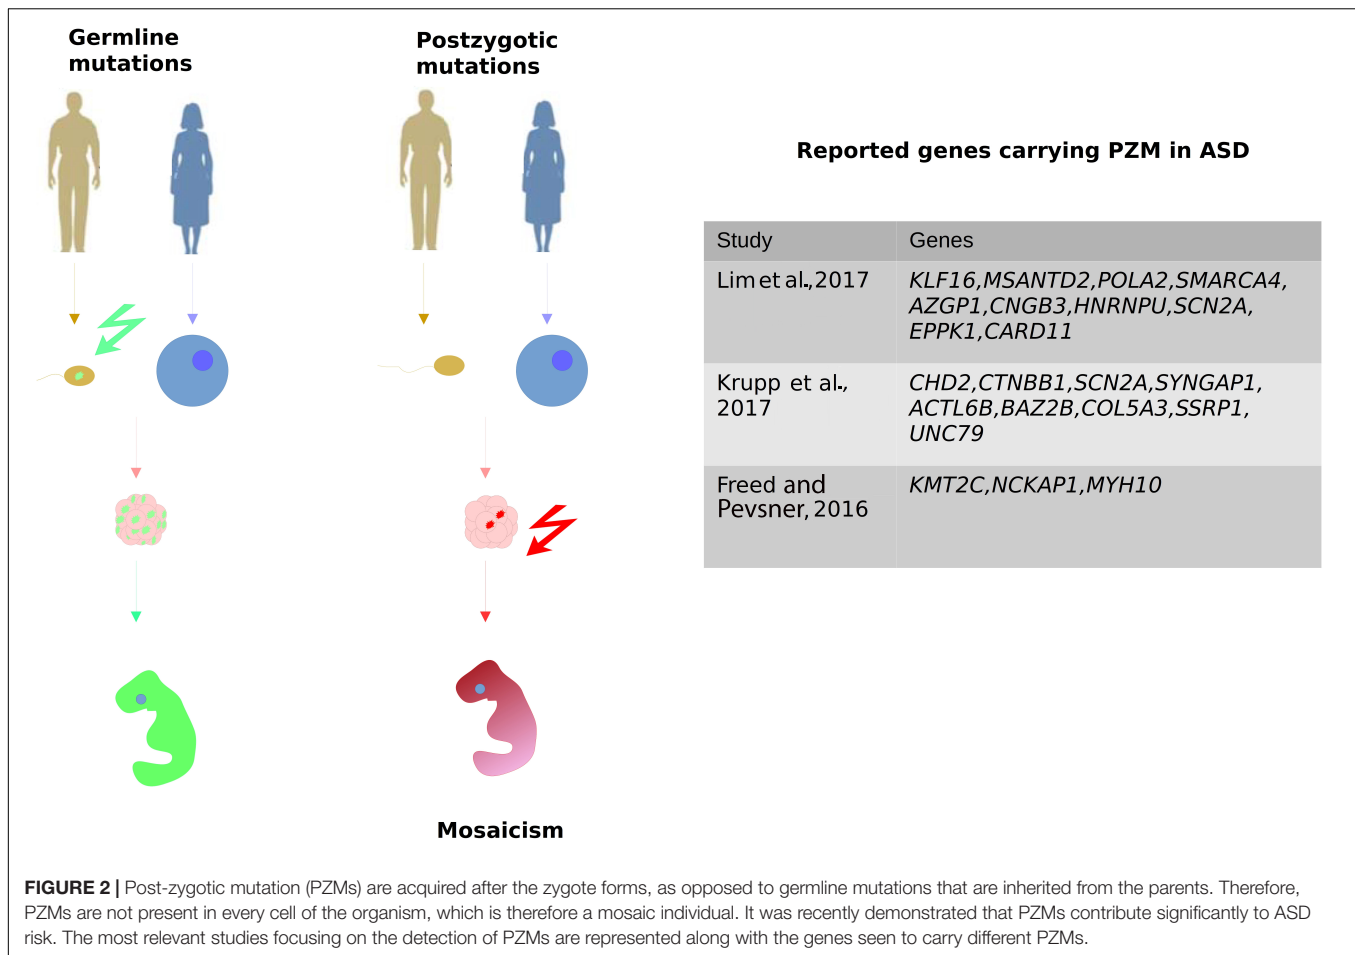 Germline
mutations
Postzygotic
mutations
Mosaicism
Reported genes carrying PZM in ASD
Study Genes
Lim et al., 2017 KLF16,MSANTD2,POLA2,SMARCA4,
AZGP1,CNGB3,HNRNPU,SCN2A,
EPPK1,CARD11
Krupp et al., CHD2,CTNBB1,SCN2A,SYNGAP1,
2017 ACTL6B,BAZ2B,COL5A3,SSRP1,
UNC79
Freed and KMT2C,NCKAP1,MYH10
Pevsner, 2016
FIGURE 2 | Post-zygotic mutation (PZMs) are acquired after the zygote forms, as opposed to germline mutations that are inherited from the parents. Therefore,
PZMs are not present in every cell of the organism, which is therefore a mosaic individual. It was recently demonstrated that PZMs contribute significantly to ASD
risk. The most relevant studies focusing on the detection of PZMs are represented along with the genes seen to carry different PZMs.